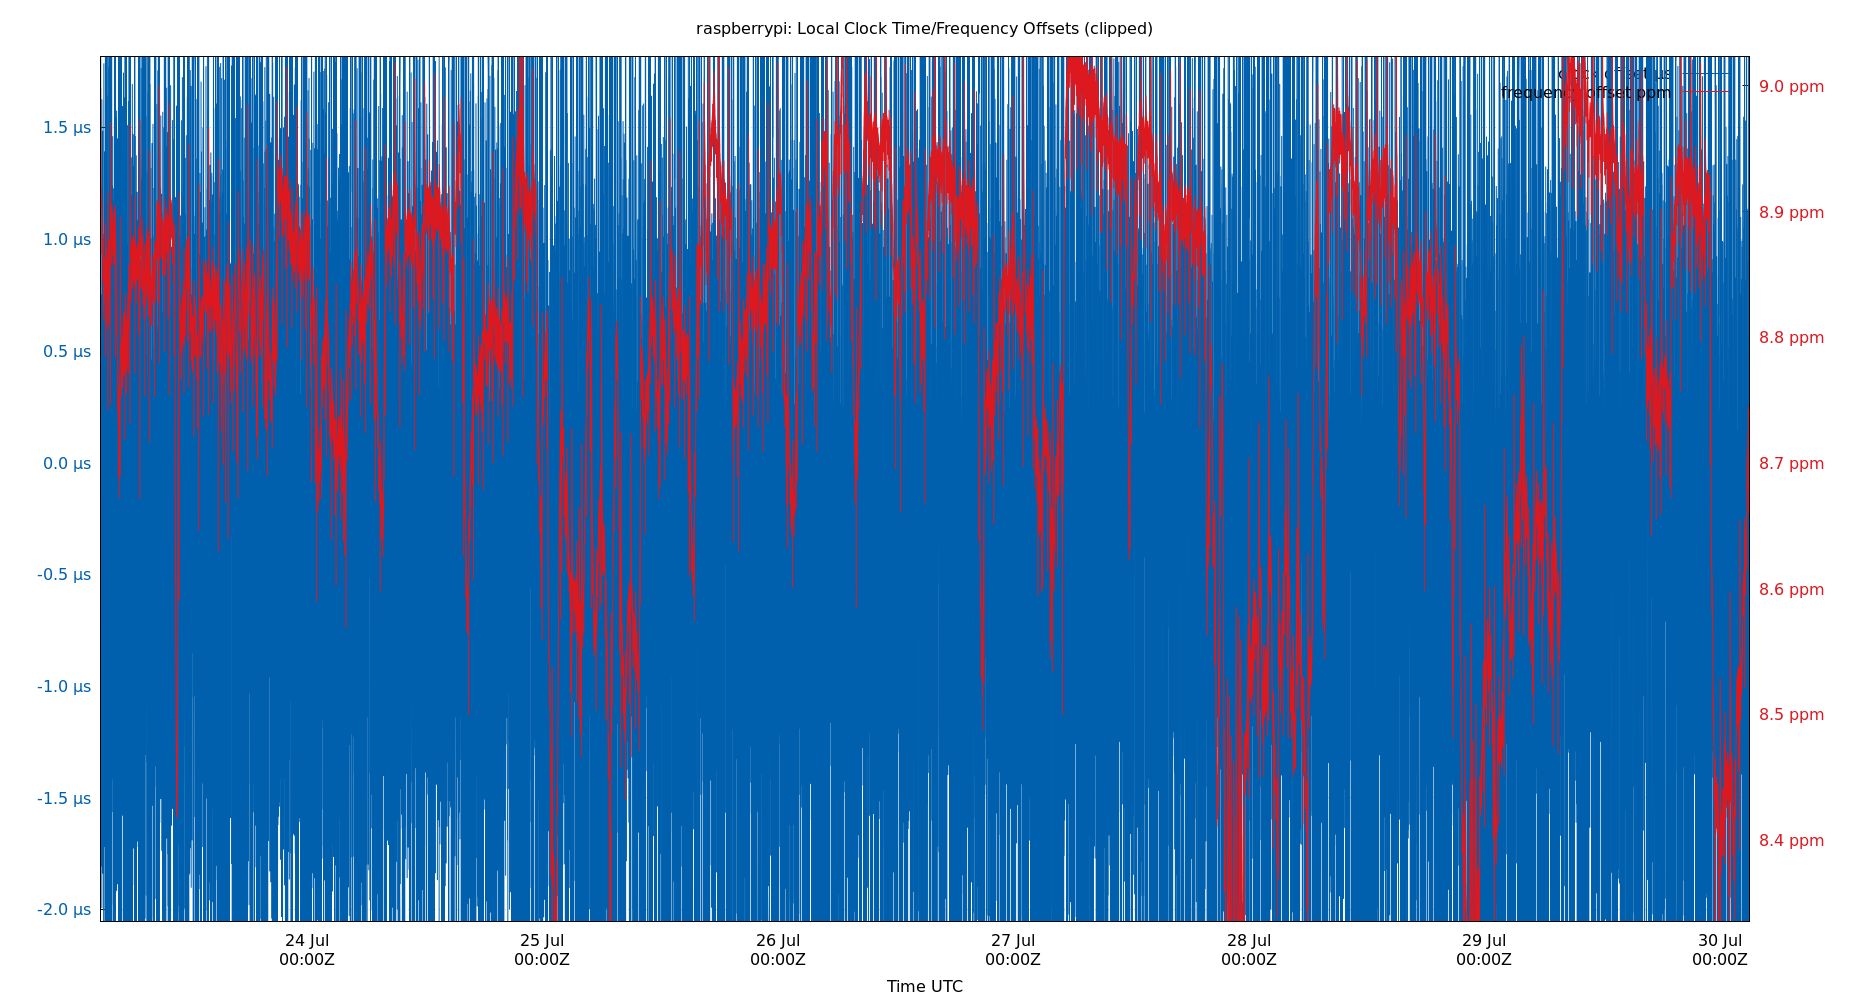 raspberrypi: Local Clock Time/Frequency Offsets (clipped)
clock offset µs
frequency offset ppm
1.5 µs
1.0 µs
0.5 µs
0.0 µs
-0.5 µs
-1.0 µs
-1.5 µs
-2.0 µs
9.0 ppm
8.9 ppm
8.8 ppm
8.7 ppm
8.6 ppm
8.5 ppm
8.4 ppm
24 Jul
00:00Z
25 Jul
00:00Z
26 Jul
00:00Z
27 Jul
00:00Z
28 Jul
00:00Z
29 Jul
00:00Z
30 Jul
00:00Z
Time UTC